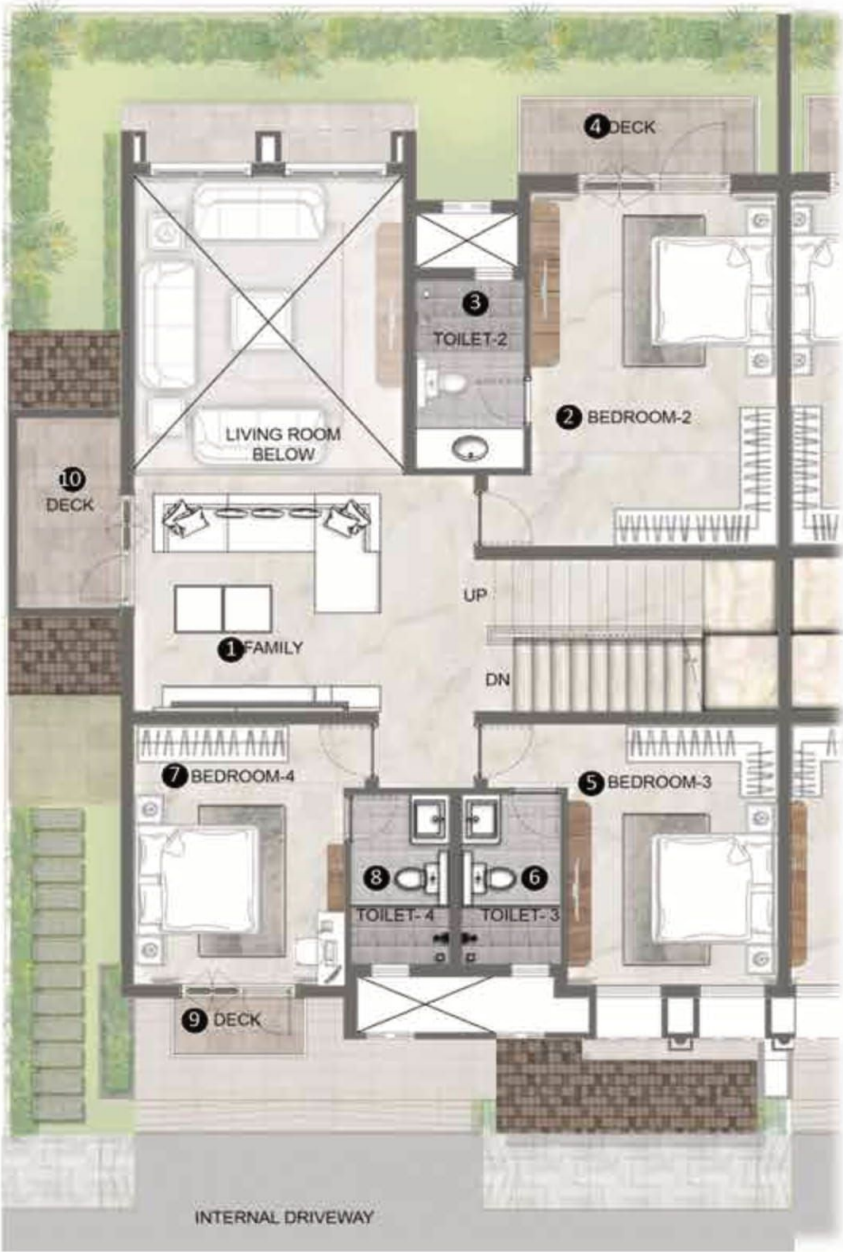 4 DECK
3
TOILET-2
2 BEDROOM-2
LIVING ROOM
BELOW
10
DECK
UP
1 FAMILY
DN
7 BEDROOM-4
5 BEDROOM-3
8
6
TOILET- 4
TOILET- 3
9 DECK
INTERNAL DRIVEWAY